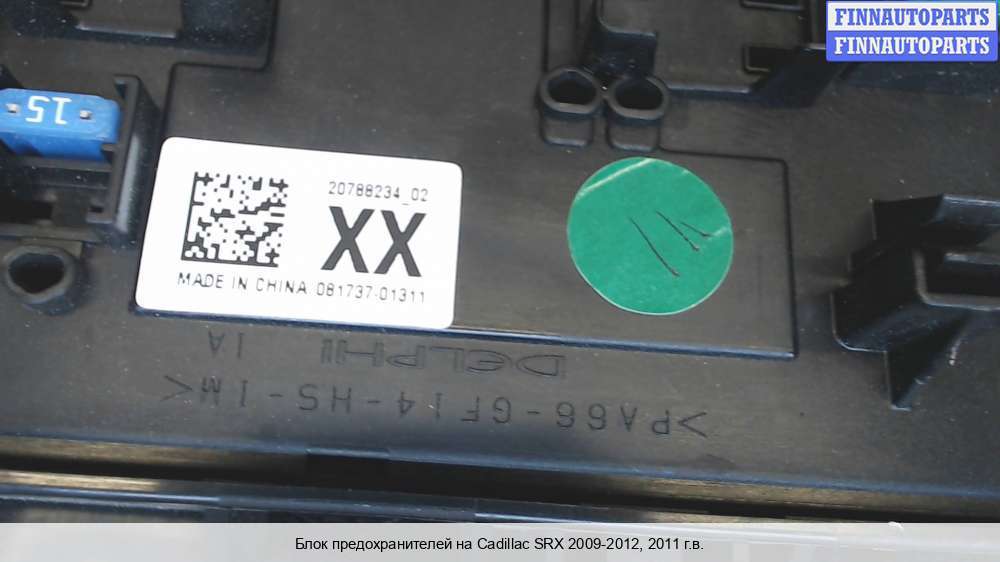 FINNAUTOPARTS
FINNAUTOPARTS
15
20788234_02
XX
MADE IN CHINA 081737-01311
DELPHI
1A
>PA66-GF14-HS-IM<
Блок предохранителей на Cadillac SRX 2009-2012, 2011 г.в.